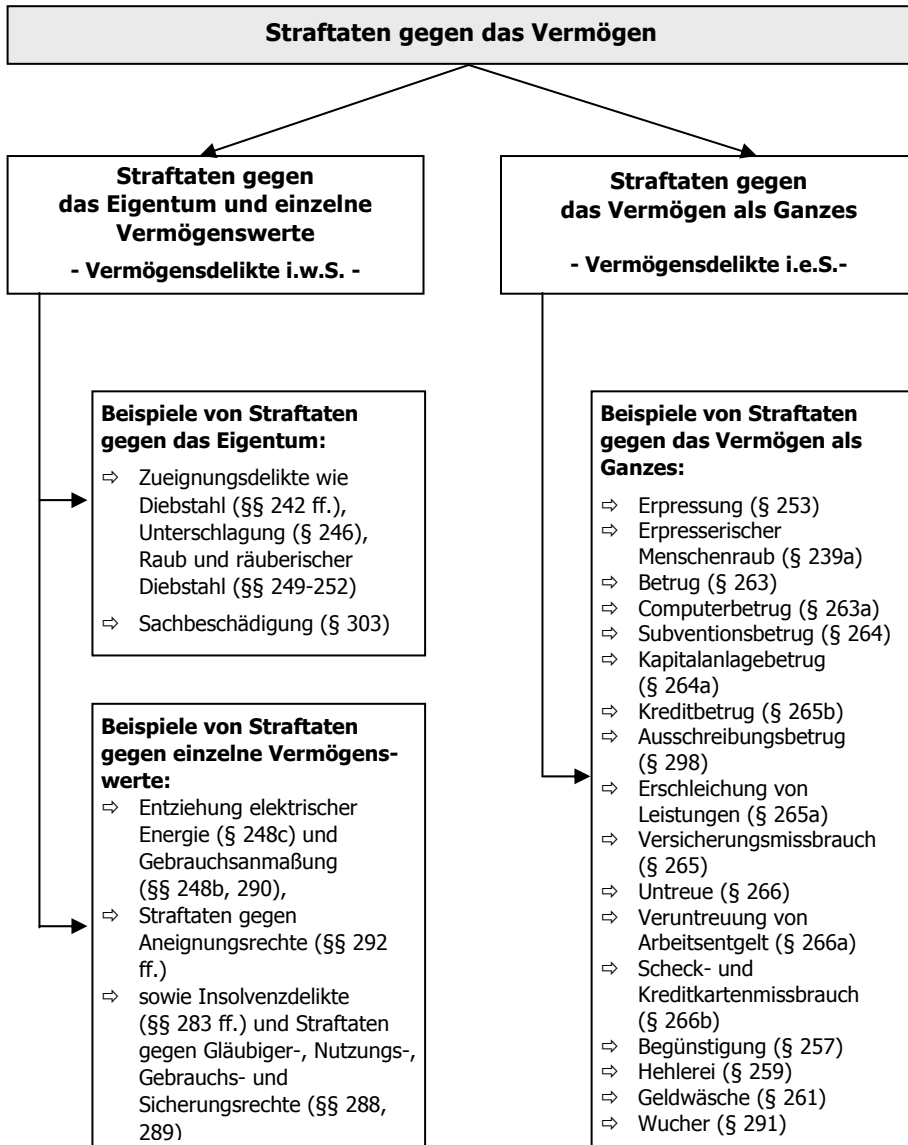 Straftaten gegen das Vermögen
Straftaten gegen
das Eigentum und einzelne
Vermögenswerte
- Vermögensdelikte i.w.S. -
Straftaten gegen
das Vermögen als Ganzes
- Vermögensdelikte i.e.S.-
Beispiele von Straftaten
gegen das Eigentum:
⇨ Zueignungsdelikte wie
Diebstahl (§§ 242 ff.),
Unterschlagung (§ 246),
Raub und räuberischer
Diebstahl (§§ 249-252)
⇨ Sachbeschädigung (§ 303)
Beispiele von Straftaten
gegen einzelne Vermögens-
werte:
⇨ Entziehung elektrischer
Energie (§ 248c) und
Gebrauchsanmaßung
(§§ 248b, 290),
⇨ Straftaten gegen
Aneignungsrechte (§§ 292
ff.)
⇨ sowie Insolvenzdelikte
(§§ 283 ff.) und Straftaten
gegen Gläubiger-, Nutzungs-,
Gebrauchs- und
Sicherungsrechte (§§ 288,
289)
Beispiele von Straftaten
gegen das Vermögen als
Ganzes:
⇨ Erpressung (§ 253)
⇨ Erpresserischer
Menschenraub (§ 239a)
⇨ Betrug (§ 263)
⇨ Computerbetrug (§ 263a)
⇨ Subventionsbetrug (§ 264)
⇨ Kapitalanlagebetrug
(§ 264a)
⇨ Kreditbetrug (§ 265b)
⇨ Ausschreibungsbetrug
(§ 298)
⇨ Erschleichung von
Leistungen (§ 265a)
⇨ Versicherungsmissbrauch
(§ 265)
⇨ Untreue (§ 266)
⇨ Veruntreuung von
Arbeitsentgelt (§ 266a)
⇨ Scheck- und
Kreditkartenmissbrauch
(§ 266b)
⇨ Begünstigung (§ 257)
⇨ Hehlerei (§ 259)
⇨ Geldwäsche (§ 261)
⇨ Wucher (§ 291)